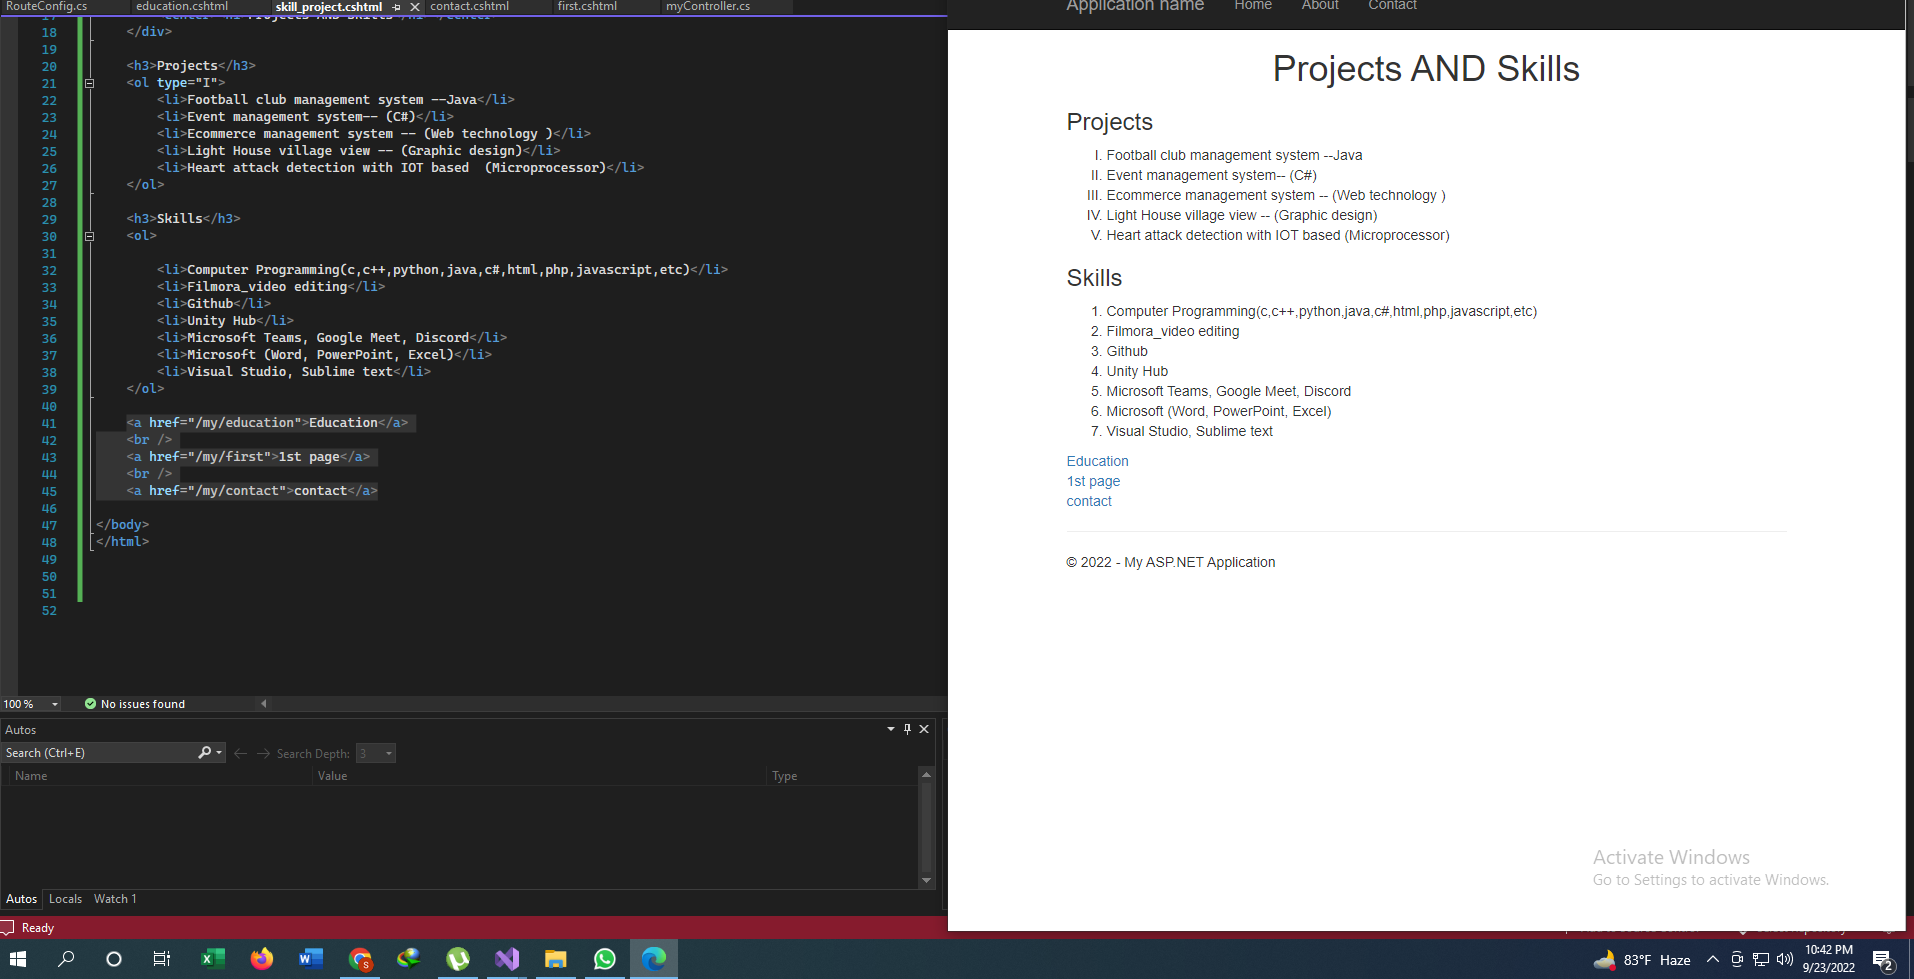 RouteConfig.cs education.cshtml skill_project.cshtml contact.cshtml first.cshtml myController.cs
18 </div>
19
20 <h3>Projects</h3>
21 <ol type="I">
22 <li>Football club management system --Java</li>
23 <li>Event management system-- (C#)</li>
24 <li>Ecommerce management system -- (Web technology )</li>
25 <li>Light House village view -- (Graphic design)</li>
26 <li>Heart attack detection with IOT based  (Microprocessor)</li>
27 </ol>
28
29 <h3>Skills</h3>
30 <ol>
31
32 <li>Computer Programming(c,c++,python,java,c#,html,php,javascript,etc)</li>
33 <li>Filmora_video editing</li>
34 <li>Github</li>
35 <li>Unity Hub</li>
36 <li>Microsoft Teams, Google Meet, Discord</li>
37 <li>Microsoft (Word, PowerPoint, Excel)</li>
38 <li>Visual Studio, Sublime text</li>
39 </ol>
40
41 <a href="/my/education">Education</a>
42 <br />
43 <a href="/my/first">1st page</a>
44 <br />
45 <a href="/my/contact">contact</a>
46
47 </body>
48 </html>
49
50
51
52
100 % No issues found
Autos
Search (Ctrl+E) Search Depth: 3
Name Value Type
Autos Locals Watch 1
Ready
Application name Home About Contact
Projects AND Skills
Projects
I. Football club management system --Java
II. Event management system-- (C#)
III. Ecommerce management system -- (Web technology )
IV. Light House village view -- (Graphic design)
V. Heart attack detection with IOT based (Microprocessor)
Skills
1. Computer Programming(c,c++,python,java,c#,html,php,javascript,etc)
2. Filmora_video editing
3. Github
4. Unity Hub
5. Microsoft Teams, Google Meet, Discord
6. Microsoft (Word, PowerPoint, Excel)
7. Visual Studio, Sublime text
Education
1st page
contact
© 2022 - My ASP.NET Application
Activate Windows
Go to Settings to activate Windows.
83°F Haze
10:42 PM
9/23/2022
2